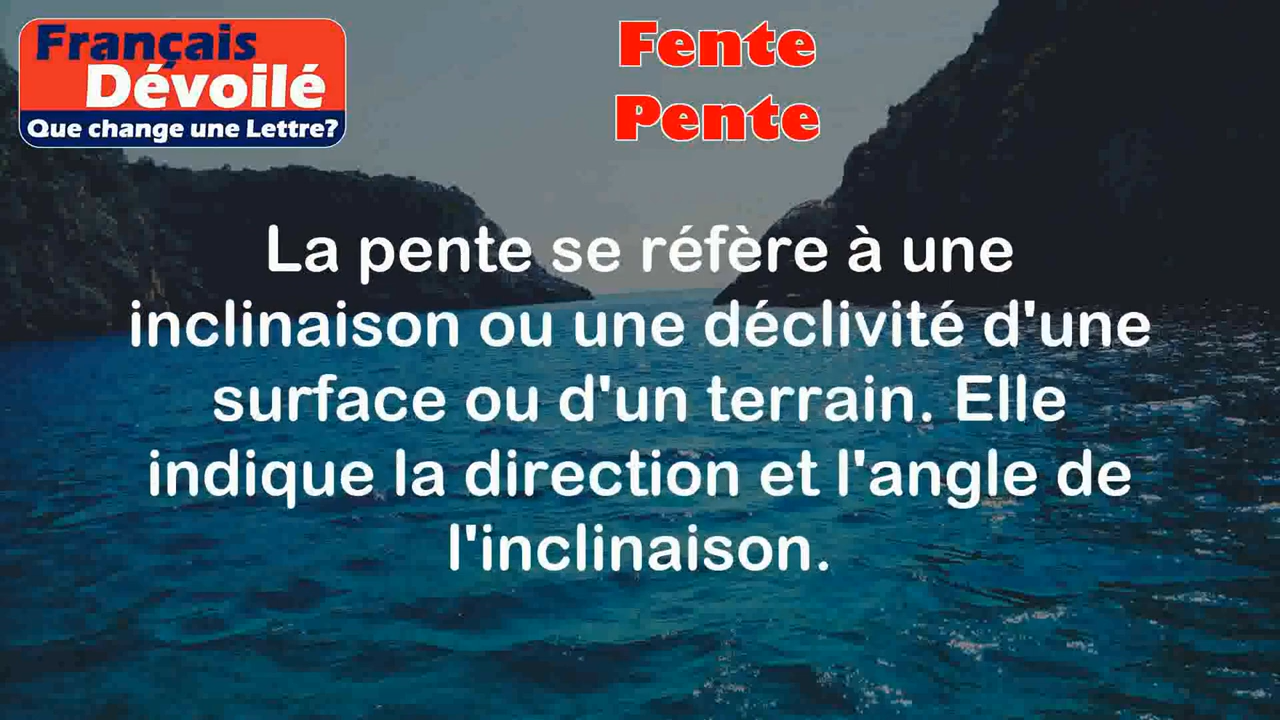 Français
Dévoilé
Que change une Lettre?
Fente
Pente
La pente se réfère à une
inclinaison ou une déclivité d'une
surface ou d'un terrain. Elle
indique la direction et l'angle de
l'inclinaison.